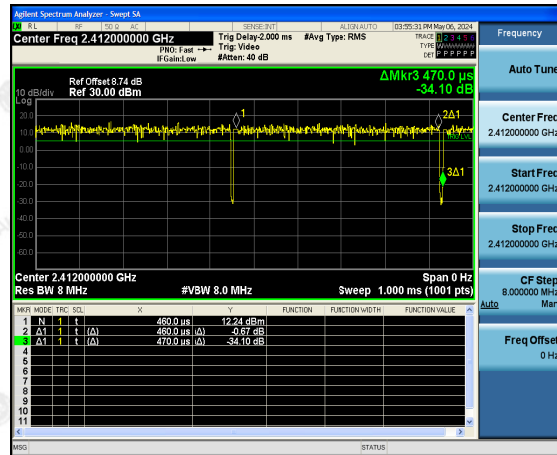 Agilent Spectrum Analyzer - Swept SA
RL RF 50 Ω AC SENSE:INT ALIGN AUTO 03:55:31 PM May 06, 2024
Center Freq 2.412000000 GHz
Trig Delay-2.000 ms #Avg Type: RMS
TRACE 1 2 3 4 5 6
PNO: Fast Trig: Video
TYPE WWWWWW
IFGain:Low #Atten: 40 dB
DET P P P P P P
Ref Offset 8.74 dB
ΔMkr3 470.0 µs
10 dB/div Ref 30.00 dBm
-34.10 dB
Log
20.0
10.0
0.00
-10.0
-20.0
-30.0
-40.0
-50.0
-60.0
1
2Δ1
3Δ1
Center 2.412000000 GHz Span 0 Hz
Res BW 8 MHz #VBW 8.0 MHz Sweep 1.000 ms (1001 pts)
MKR MODE TRC SCL X Y FUNCTION FUNCTION WIDTH FUNCTION VALUE
1 N 1 t 460.0 µs 12.24 dBm
2 Δ1 1 t (Δ) 460.0 µs (Δ) -0.67 dB
3 Δ1 1 t (Δ) 470.0 µs (Δ) -34.10 dB
4
5
6
7
8
9
10
11
MSG STATUS
Frequency
Auto Tune
Center Freq
2.412000000 GHz
Start Freq
2.412000000 GHz
Stop Freq
2.412000000 GHz
CF Step
8.000000 MHz
Auto Man
Freq Offset
0 Hz